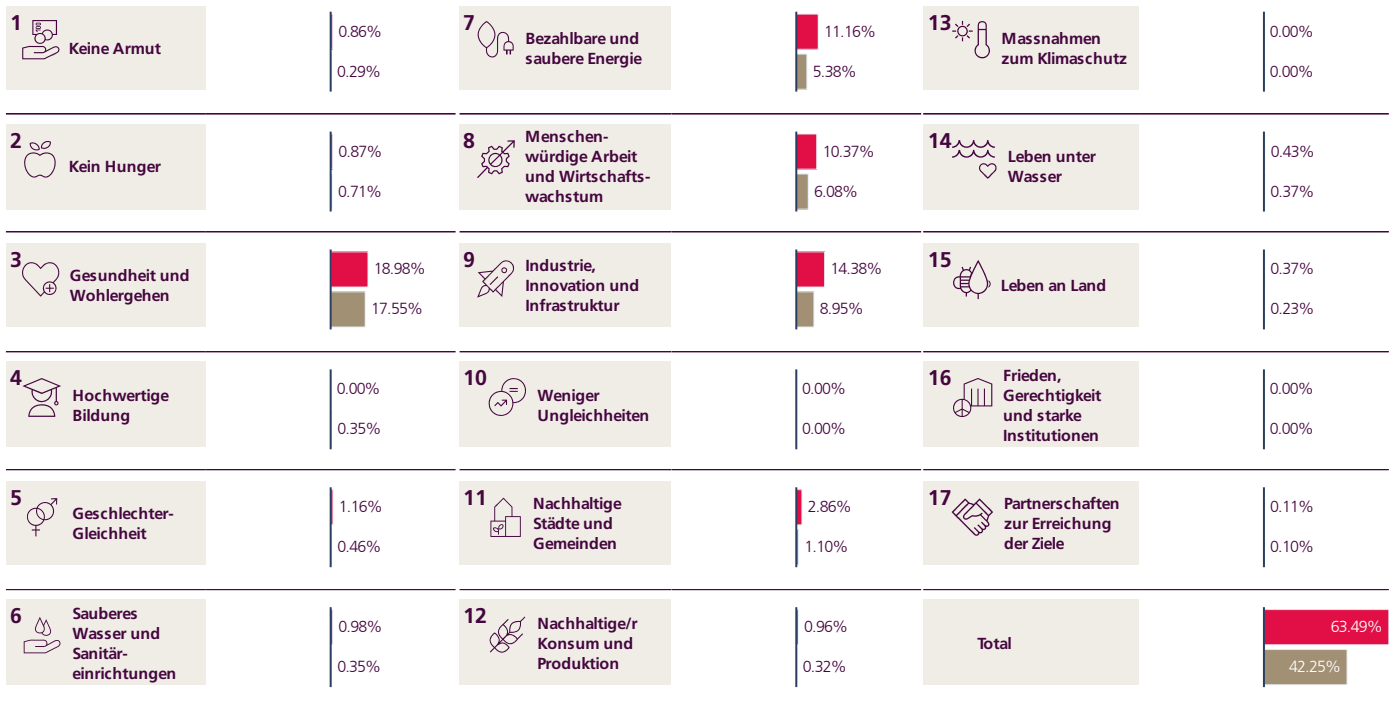 1
Keine Armut
0.86%
0.29%
2
Kein Hunger
0.87%
0.71%
3
Gesundheit und
Wohlergehen
18.98%
17.55%
4
Hochwertige
Bildung
0.00%
0.35%
5
Geschlechter-
Gleichheit
1.16%
0.46%
6
Sauberes
Wasser und
Sanitär-
einrichtungen
0.98%
0.35%
7
Bezahlbare und
saubere Energie
11.16%
5.38%
8
Menschen-
würdige Arbeit
und Wirtschafts-
wachstum
10.37%
6.08%
9
Industrie,
Innovation und
Infrastruktur
14.38%
8.95%
10
Weniger
Ungleichheiten
0.00%
0.00%
11
Nachhaltige
Städte und
Gemeinden
2.86%
1.10%
12
Nachhaltige/r
Konsum und
Produktion
0.96%
0.32%
13
Massnahmen
zum Klimaschutz
0.00%
0.00%
14
Leben unter
Wasser
0.43%
0.37%
15
Leben an Land
0.37%
0.23%
16
Frieden,
Gerechtigkeit
und starke
Institutionen
0.00%
0.00%
17
Partnerschaften
zur Erreichung
der Ziele
0.11%
0.10%
Total
63.49%
42.25%